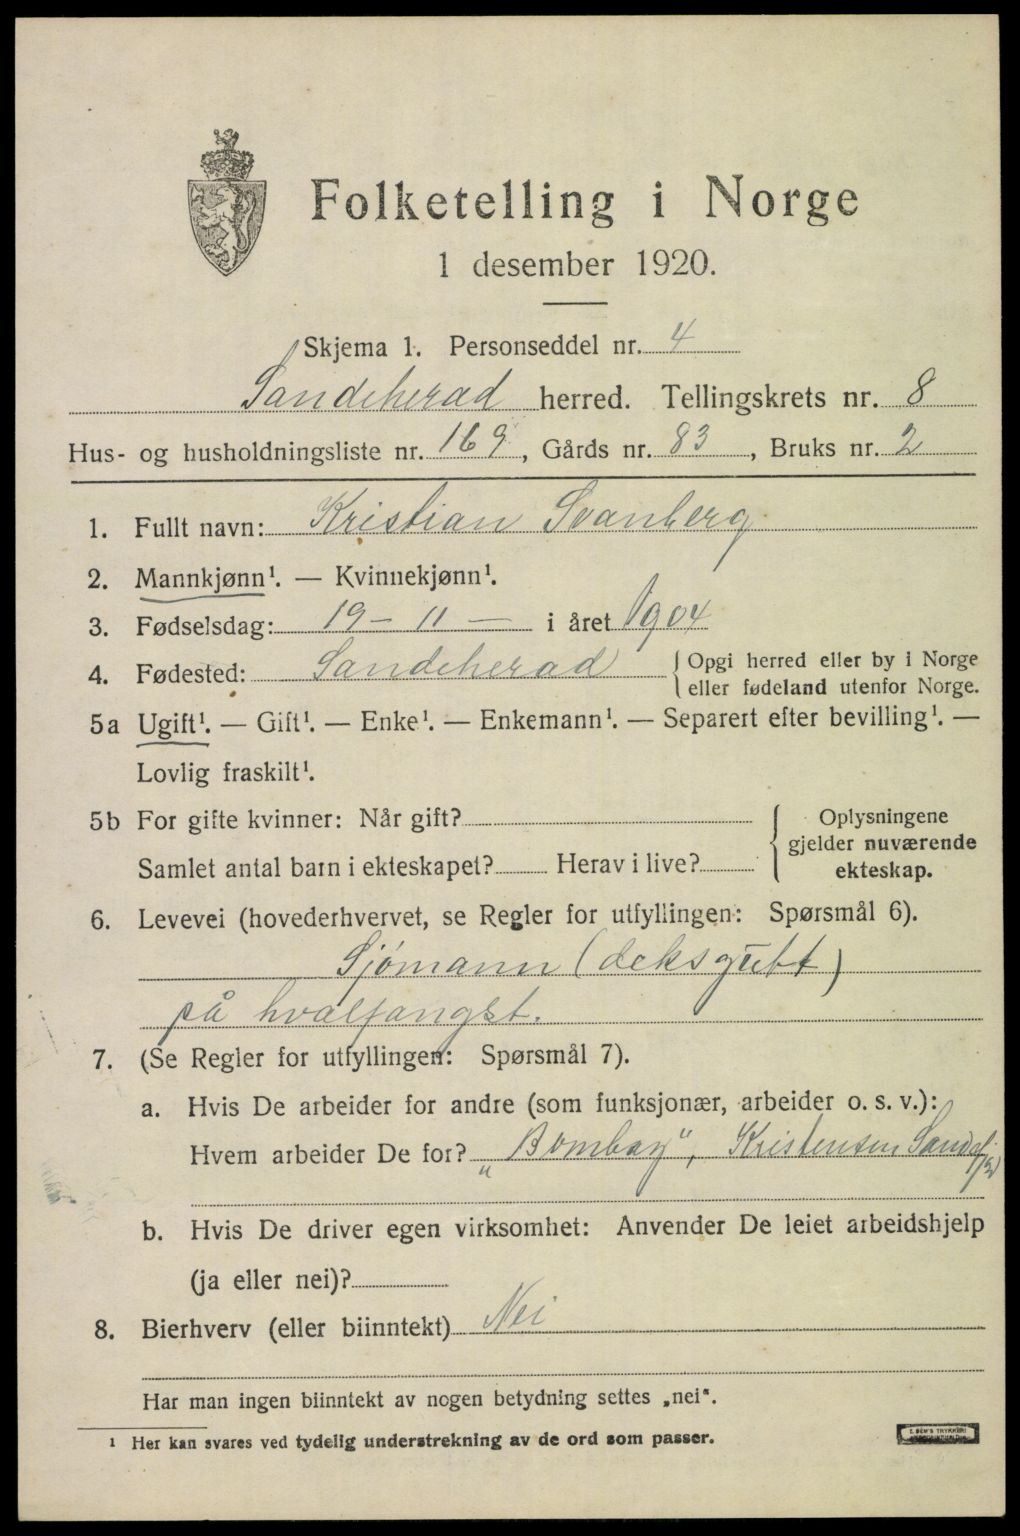 Folketelling i Norge
1 desember 1920.
Skjema 1. Personseddel nr. 4
Sandeherad herred. Tellingskrets nr. 8
Hus- og husholdningsliste nr. 169, Gårds nr. 83, Bruks nr. 2
1. Fullt navn: Kristian Svanberg
2. Mannkjønn¹. — Kvinnekjønn¹.
3. Fødselsdag: 19 – 11 — i året 1904
4. Fødested: Sandeherad { Opgi herred eller by i Norge
eller fødeland utenfor Norge.
5a Ugift¹. — Gift¹. — Enke¹. — Enkemann¹. — Separert efter bevilling¹. —
Lovlig fraskilt¹.
5b For gifte kvinner: Når gift?
Samlet antal barn i ekteskapet? Herav i live?
{ Oplysningene
gjelder nuværende
ekteskap.
6. Levevei (hovederhvervet, se Regler for utfyllingen: Spørsmål 6).
Sjømann (deksgutt)
på hvalfangst.
7. (Se Regler for utfyllingen: Spørsmål 7).
a. Hvis De arbeider for andre (som funksjonær, arbeider o. s. v.):
Hvem arbeider De for? „Bombay", Kristensen Sandefj.
b. Hvis De driver egen virksomhet: Anvender De leiet arbeidshjelp
(ja eller nei)?
8. Bierhverv (eller biinntekt) Nei
Har man ingen biinntekt av nogen betydning settes „nei".
¹ Her kan svares ved tydelig understrekning av de ord som passer.